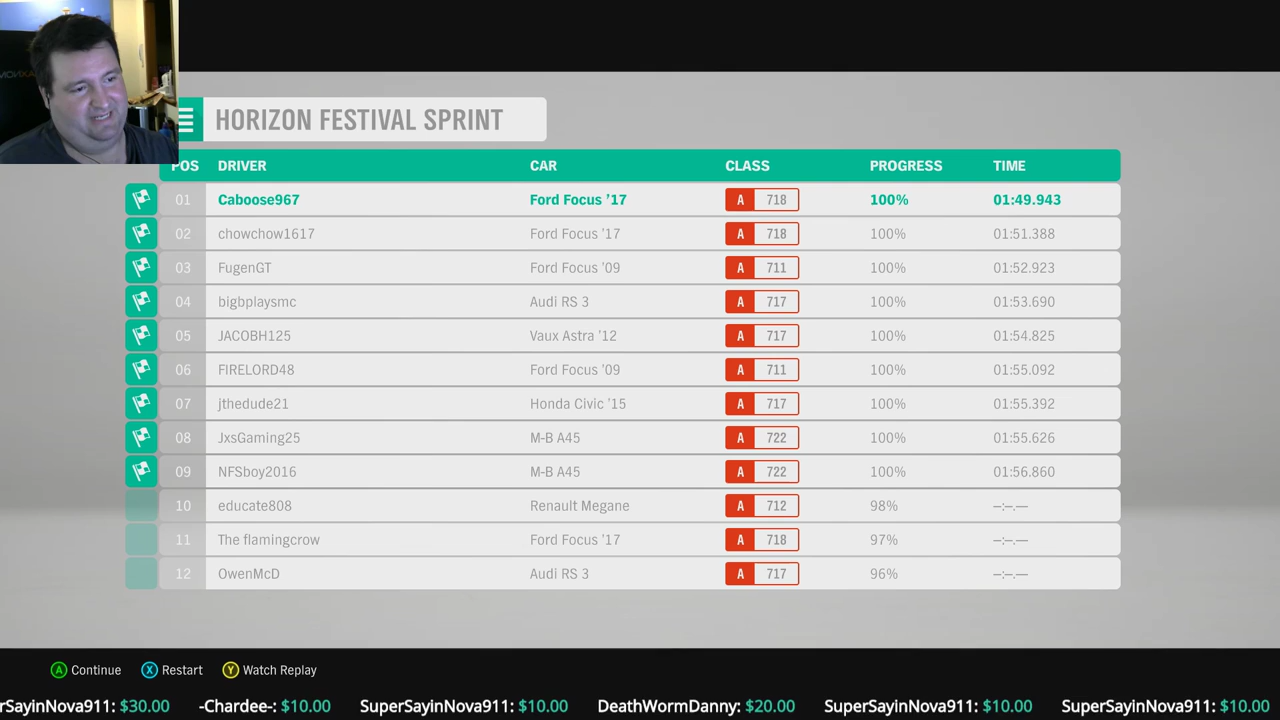 HORIZON FESTIVAL SPRINT
POS DRIVER CAR CLASS PROGRESS TIME
01 Caboose967 Ford Focus '17 A 718 100% 01:49.943
02 chowchow1617 Ford Focus '17 A 718 100% 01:51.388
03 FugenGT Ford Focus '09 A 711 100% 01:52.923
04 bigbplaysmc Audi RS 3 A 717 100% 01:53.690
05 JACOBH125 Vaux Astra '12 A 717 100% 01:54.825
06 FIRELORD48 Ford Focus '09 A 711 100% 01:55.092
07 jthedude21 Honda Civic '15 A 717 100% 01:55.392
08 JxsGaming25 M-B A45 A 722 100% 01:55.626
09 NFSboy2016 M-B A45 A 722 100% 01:56.860
10 educate808 Renault Megane A 712 98% –:–.––
11 The flamingcrow Ford Focus '17 A 718 97% –:–.––
12 OwenMcD Audi RS 3 A 717 96% –:–.––
A Continue X Restart Y Watch Replay
rSayinNova911: $30.00 -Chardee-: $10.00 SuperSayinNova911: $10.00 DeathWormDanny: $20.00 SuperSayinNova911: $10.00 SuperSayinNova911: $10.00